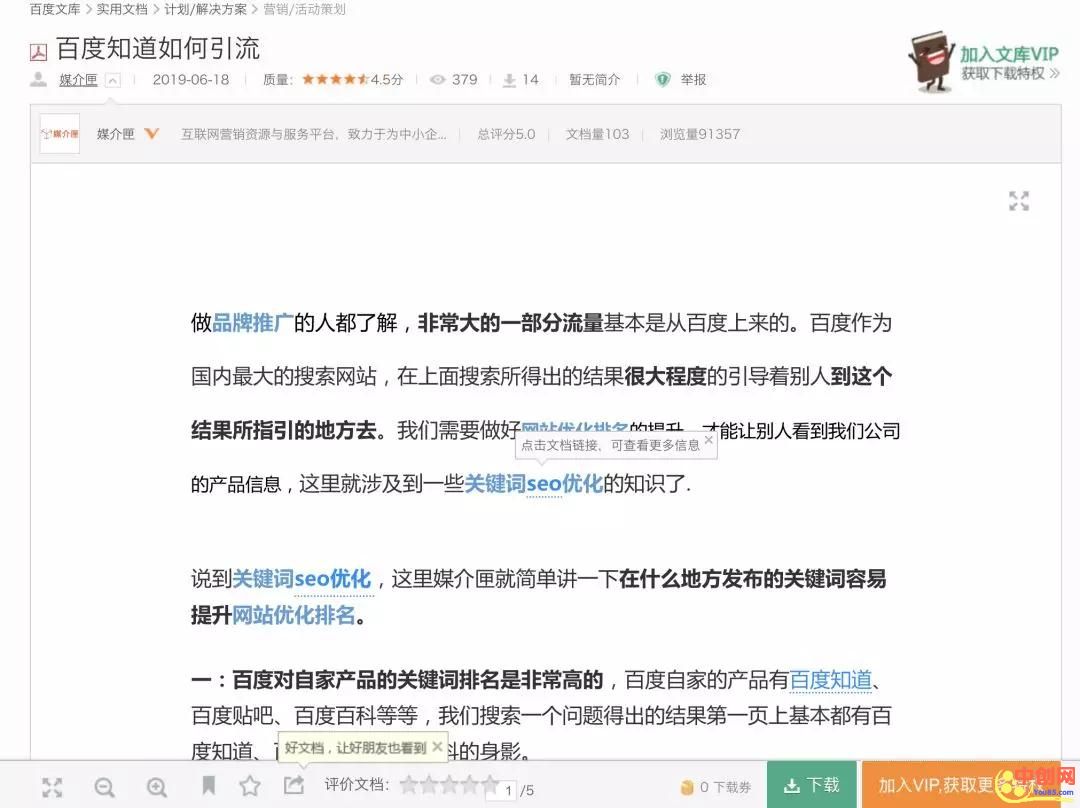 百度文库 > 实用文档 > 计划/解决方案 > 营销/活动策划
百度知道如何引流
媒介匣 2019-06-18 质量: 4.5分 379 14 暂无简介 举报
加入文库VIP
获取下载特权
媒介匣 互联网营销资源与服务平台，致力于为中小企... 总评分5.0 文档量103 浏览量91357
做品牌推广的人都了解，非常大的一部分流量基本是从百度上来的。百度作为
国内最大的搜索网站，在上面搜索所得出的结果很大程度的引导着别人到这个
结果所指引的地方去。我们需要做好网站优化排名的提升，才能让别人看到我们公司
点击文档链接，可查看更多信息
的产品信息，这里就涉及到一些关键词seo优化的知识了.
说到关键词seo优化，这里媒介匣就简单讲一下在什么地方发布的关键词容易
提升网站优化排名。
一：百度对自家产品的关键词排名是非常高的，百度自家的产品有百度知道、
百度贴吧、百度百科等等，我们搜索一个问题得出的结果第一页上基本都有百
度知道、科的身影。
好文档，让好朋友也看到
评价文档: 1 /5 0 下载券 下载 加入VIP,获取更
中创网
You85.com